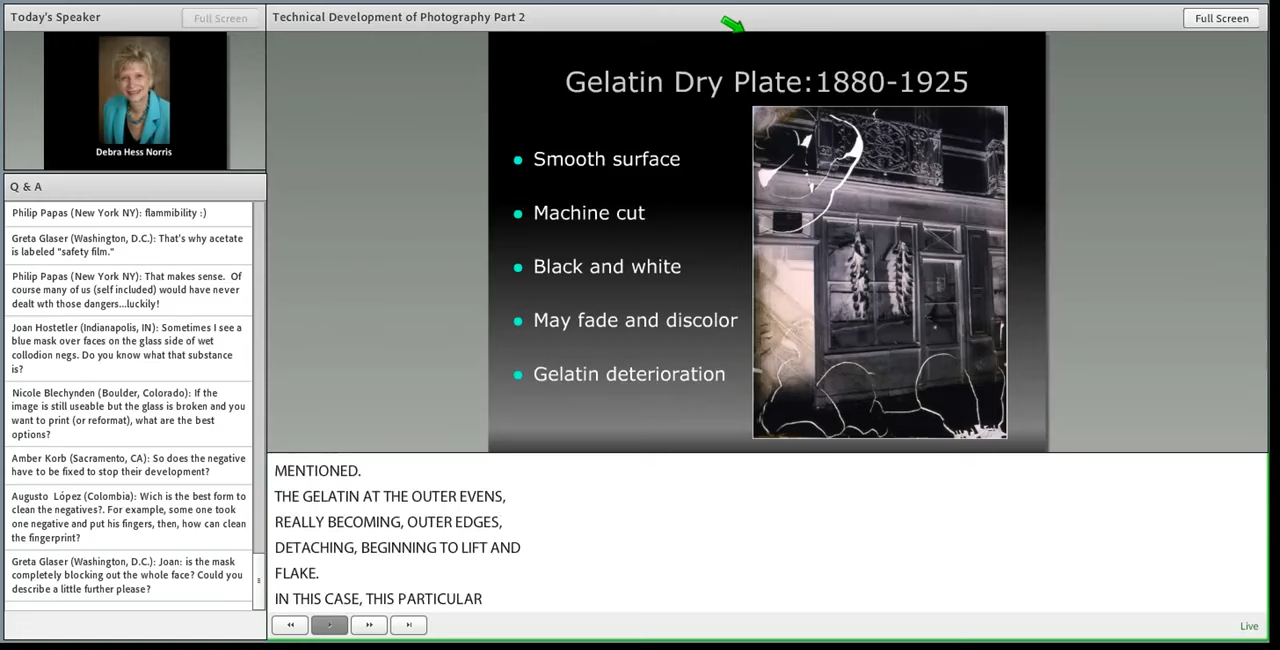 Today's Speaker
Full Screen
Debra Hess Norris
Q & A
Philip Papas (New York NY): flammibility :)
Greta Glaser (Washington, D.C.): That's why acetate
is labeled "safety film."
Philip Papas (New York NY): That makes sense. Of
course many of us (self included) would have never
dealt wth those dangers...luckily!
Joan Hostetler (Indianapolis, IN): Sometimes I see a
blue mask over faces on the glass side of wet
collodion negs. Do you know what that substance
is?
Nicole Blechynden (Boulder, Colorado): If the
image is still useable but the glass is broken and you
want to print (or reformat), what are the best
options?
Amber Korb (Sacramento, CA): So does the negative
have to be fixed to stop their development?
Augusto López (Colombia): Wich is the best form to
clean the negatives?. For example, some one took
one negative and put his fingers, then, how can clean
the fingerprint?
Greta Glaser (Washington, D.C.): Joan: is the mask
completely blocking out the whole face? Could you
describe a little further please?
Technical Development of Photography Part 2
Full Screen
Gelatin Dry Plate:1880-1925
• Smooth surface
• Machine cut
• Black and white
• May fade and discolor
• Gelatin deterioration
MENTIONED.
THE GELATIN AT THE OUTER EVENS,
REALLY BECOMING, OUTER EDGES,
DETACHING, BEGINNING TO LIFT AND
FLAKE.
IN THIS CASE, THIS PARTICULAR
Live